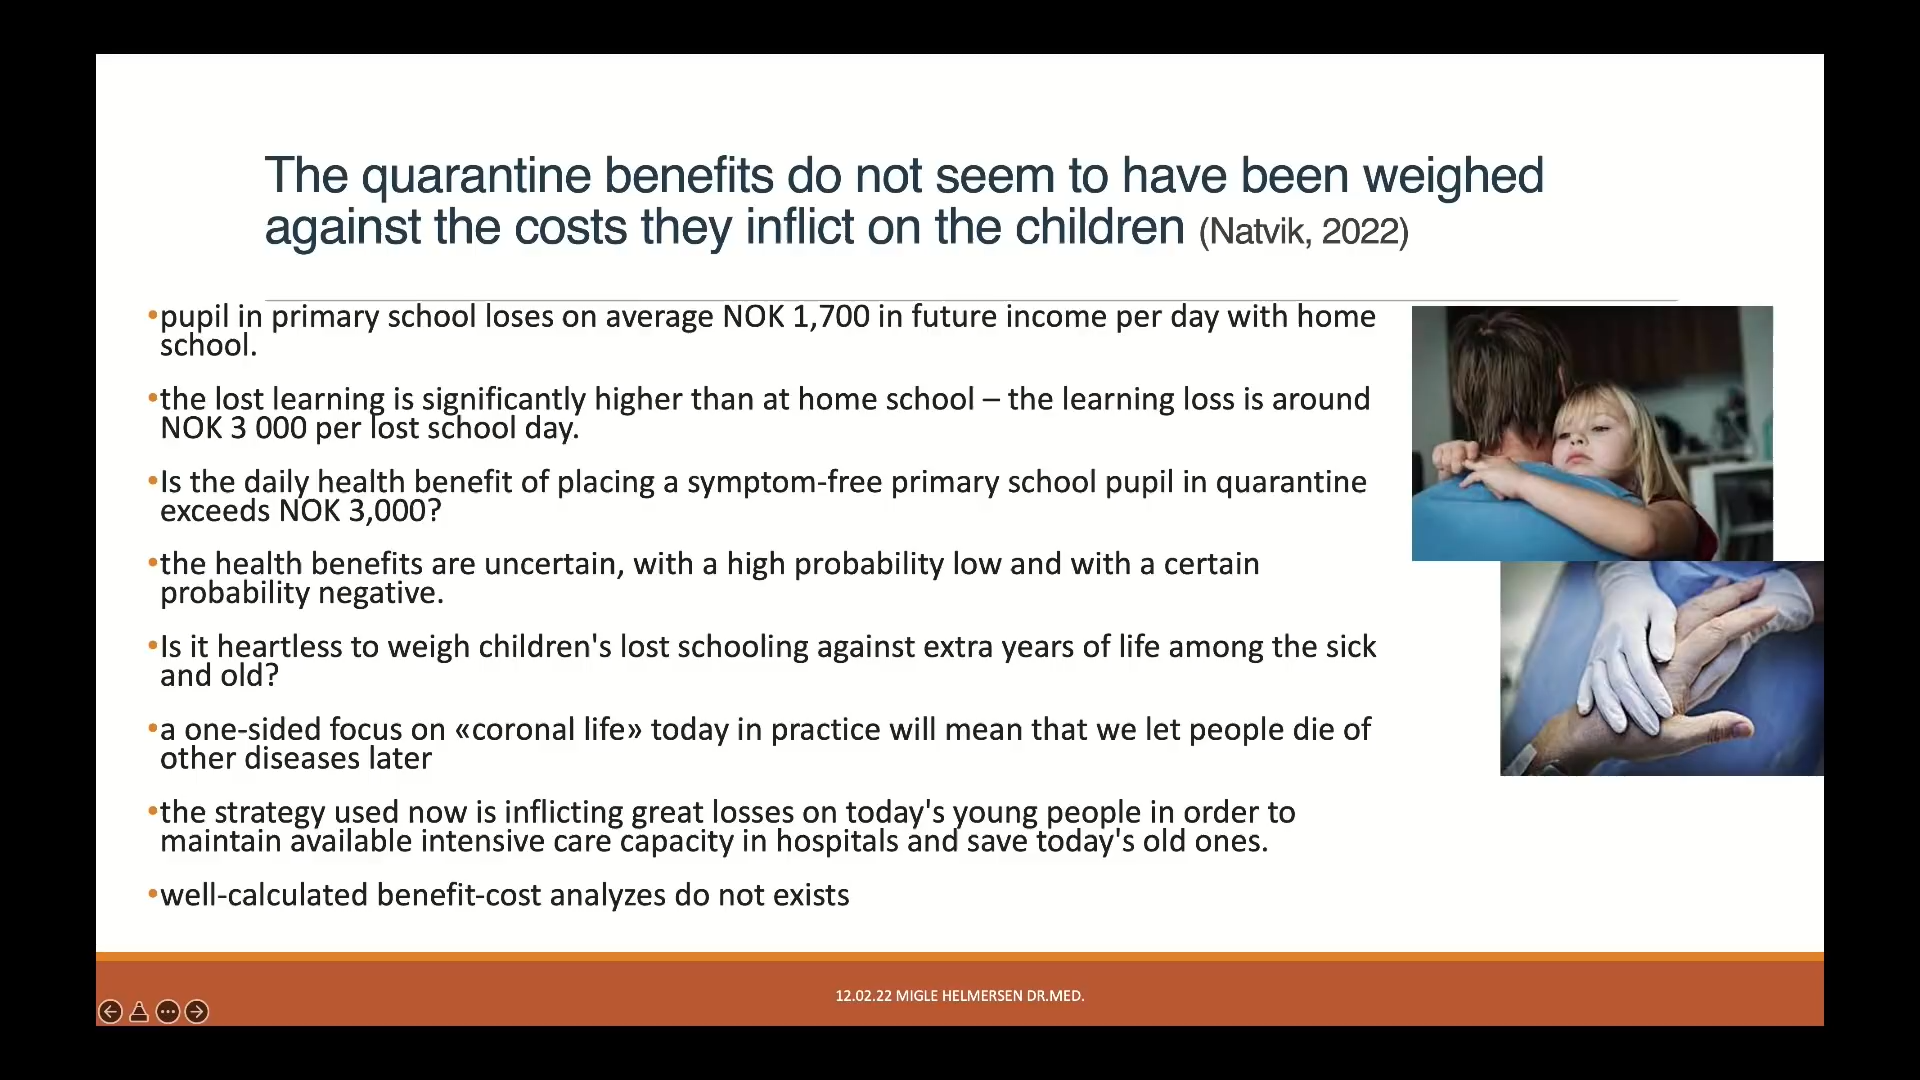 The quarantine benefits do not seem to have been weighed
against the costs they inflict on the children (Natvik, 2022)
•pupil in primary school loses on average NOK 1,700 in future income per day with home
school.
•the lost learning is significantly higher than at home school – the learning loss is around
NOK 3 000 per lost school day.
•Is the daily health benefit of placing a symptom-free primary school pupil in quarantine
exceeds NOK 3,000?
•the health benefits are uncertain, with a high probability low and with a certain
probability negative.
•Is it heartless to weigh children's lost schooling against extra years of life among the sick
and old?
•a one-sided focus on «coronal life» today in practice will mean that we let people die of
other diseases later
•the strategy used now is inflicting great losses on today's young people in order to
maintain available intensive care capacity in hospitals and save today's old ones.
•well-calculated benefit-cost analyzes do not exists
12.02.22 MIGLE HELMERSEN DR.MED.